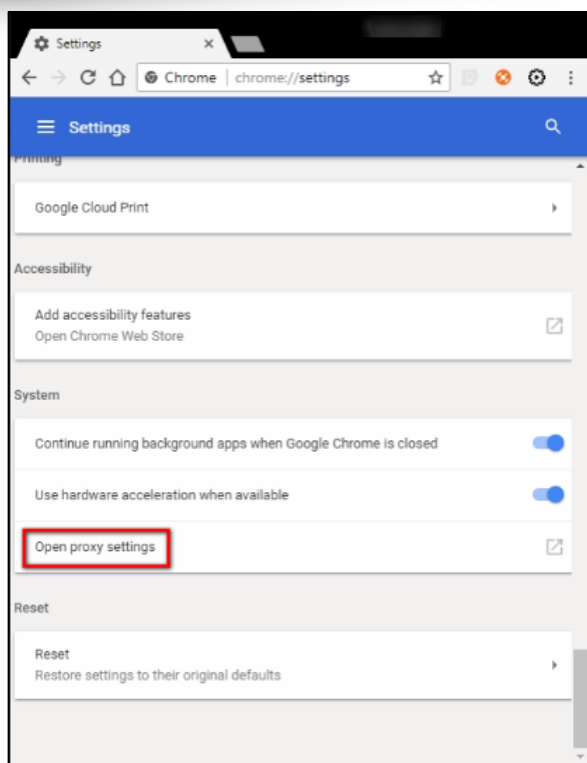 Settings
Chrome | chrome://settings
Settings
Printing
Google Cloud Print
Accessibility
Add accessibility features
Open Chrome Web Store
System
Continue running background apps when Google Chrome is closed
Use hardware acceleration when available
Open proxy settings
Reset
Reset
Restore settings to their original defaults